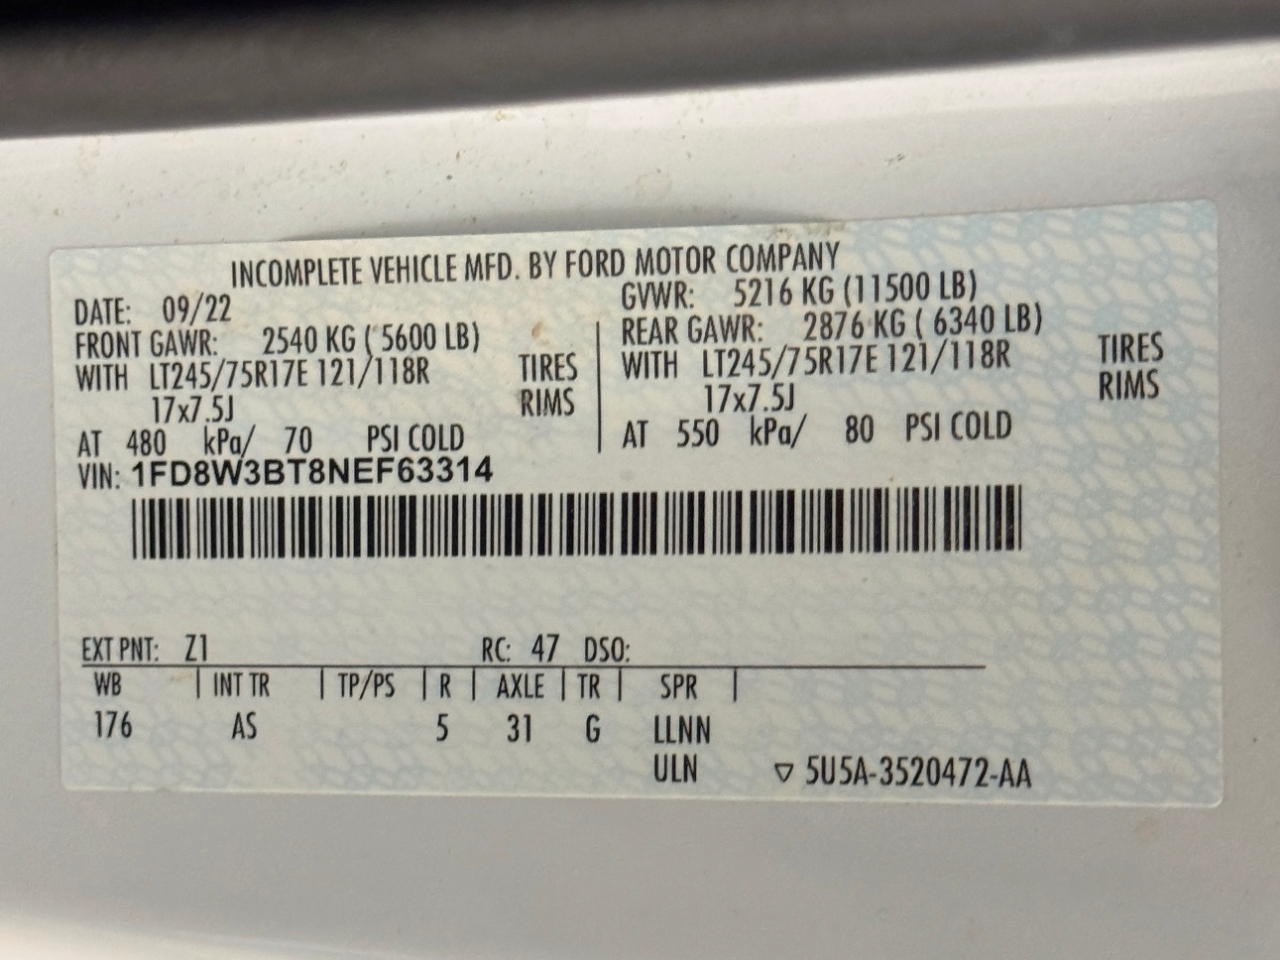 INCOMPLETE VEHICLE MFD. BY FORD MOTOR COMPANY
DATE: 09/22 GVWR: 5216 KG (11500 LB)
FRONT GAWR: 2540 KG ( 5600 LB) REAR GAWR: 2876 KG ( 6340 LB)
WITH LT245/75R17E 121/118R TIRES WITH LT245/75R17E 121/118R TIRES
17x7.5J RIMS 17x7.5J RIMS
AT 480 kPa/ 70 PSI COLD AT 550 kPa/ 80 PSI COLD
VIN: 1FD8W3BT8NEF63314
EXT PNT: Z1 RC: 47 DSO:
WB INT TR TP/PS R AXLE TR SPR
176 AS 5 31 G LLNN
ULN ▽ 5U5A-3520472-AA